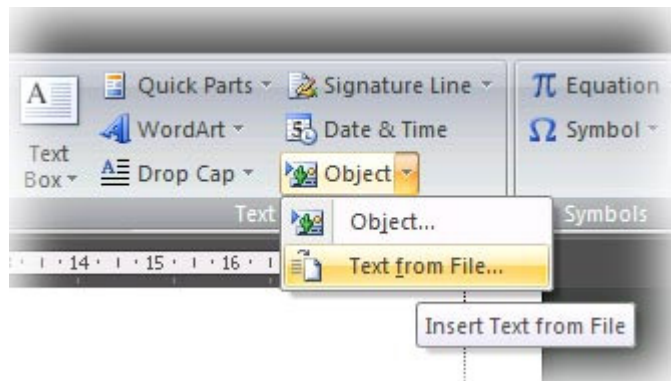 A
Text
Box
Quick Parts
WordArt
A Drop Cap
Signature Line
5 Date & Time
Object
Text
π Equation
Ω Symbol
Symbols
Object...
Text from File...
Insert Text from File
14 15 16